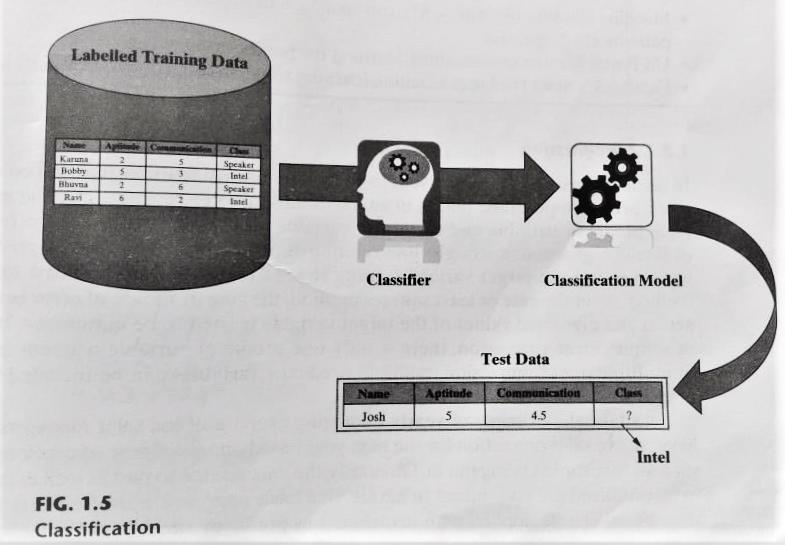 Labelled Training Data
Name Aptitude Communication Class
Karuna 2 5 Speaker
Bobby 5 3 Intel
Bhuvna 2 6 Speaker
Ravi 6 2 Intel
Classifier
Classification Model
Test Data
Name Aptitude Communication Class
Josh 5 4.5 ?
Intel
FIG. 1.5
Classification